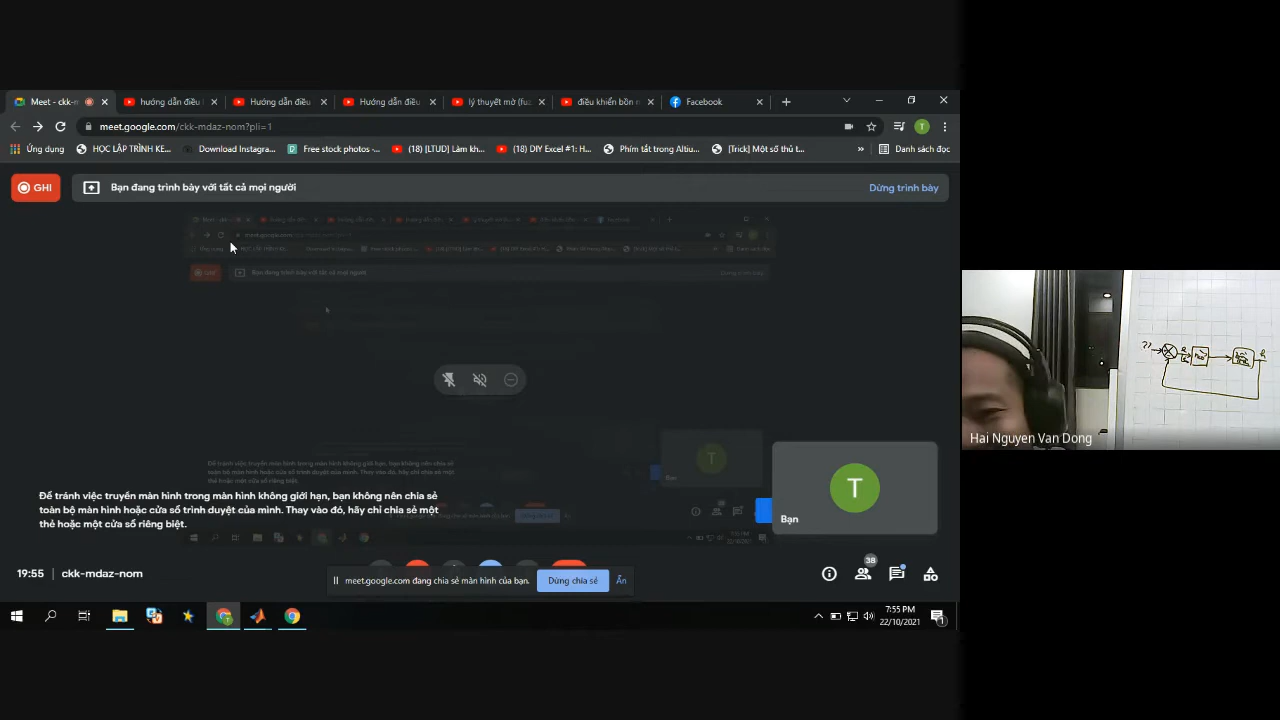 Meet - ckk-m
hướng dẫn điều k
Hướng dẫn điều
Hướng dẫn điều
lý thuyết mờ (fuz
điều khiển bồn n
Facebook
meet.google.com/ckk-mdaz-nom?pli=1
Ứng dụng
HỌC LẬP TRÌNH KE...
Download Instagra...
Free stock photos -...
(18) [LTUD] Làm kh...
(18) DIY Excel #1: H...
Phím tắt trong Altiu...
[Trick] Một số thủ t...
»
Danh sách đọc
GHI
Bạn đang trình bày với tất cả mọi người
Dừng trình bày
Hai Nguyen Van Dong
T
Bạn
Để tránh việc truyền màn hình trong màn hình không giới hạn, bạn không nên chia sẻ
toàn bộ màn hình hoặc cửa sổ trình duyệt của mình. Thay vào đó, hãy chỉ chia sẻ một
thẻ hoặc một cửa sổ riêng biệt.
19:55 | ckk-mdaz-nom
meet.google.com đang chia sẻ màn hình của bạn.
Dừng chia sẻ
Ẩn
38
7:55 PM
22/10/2021